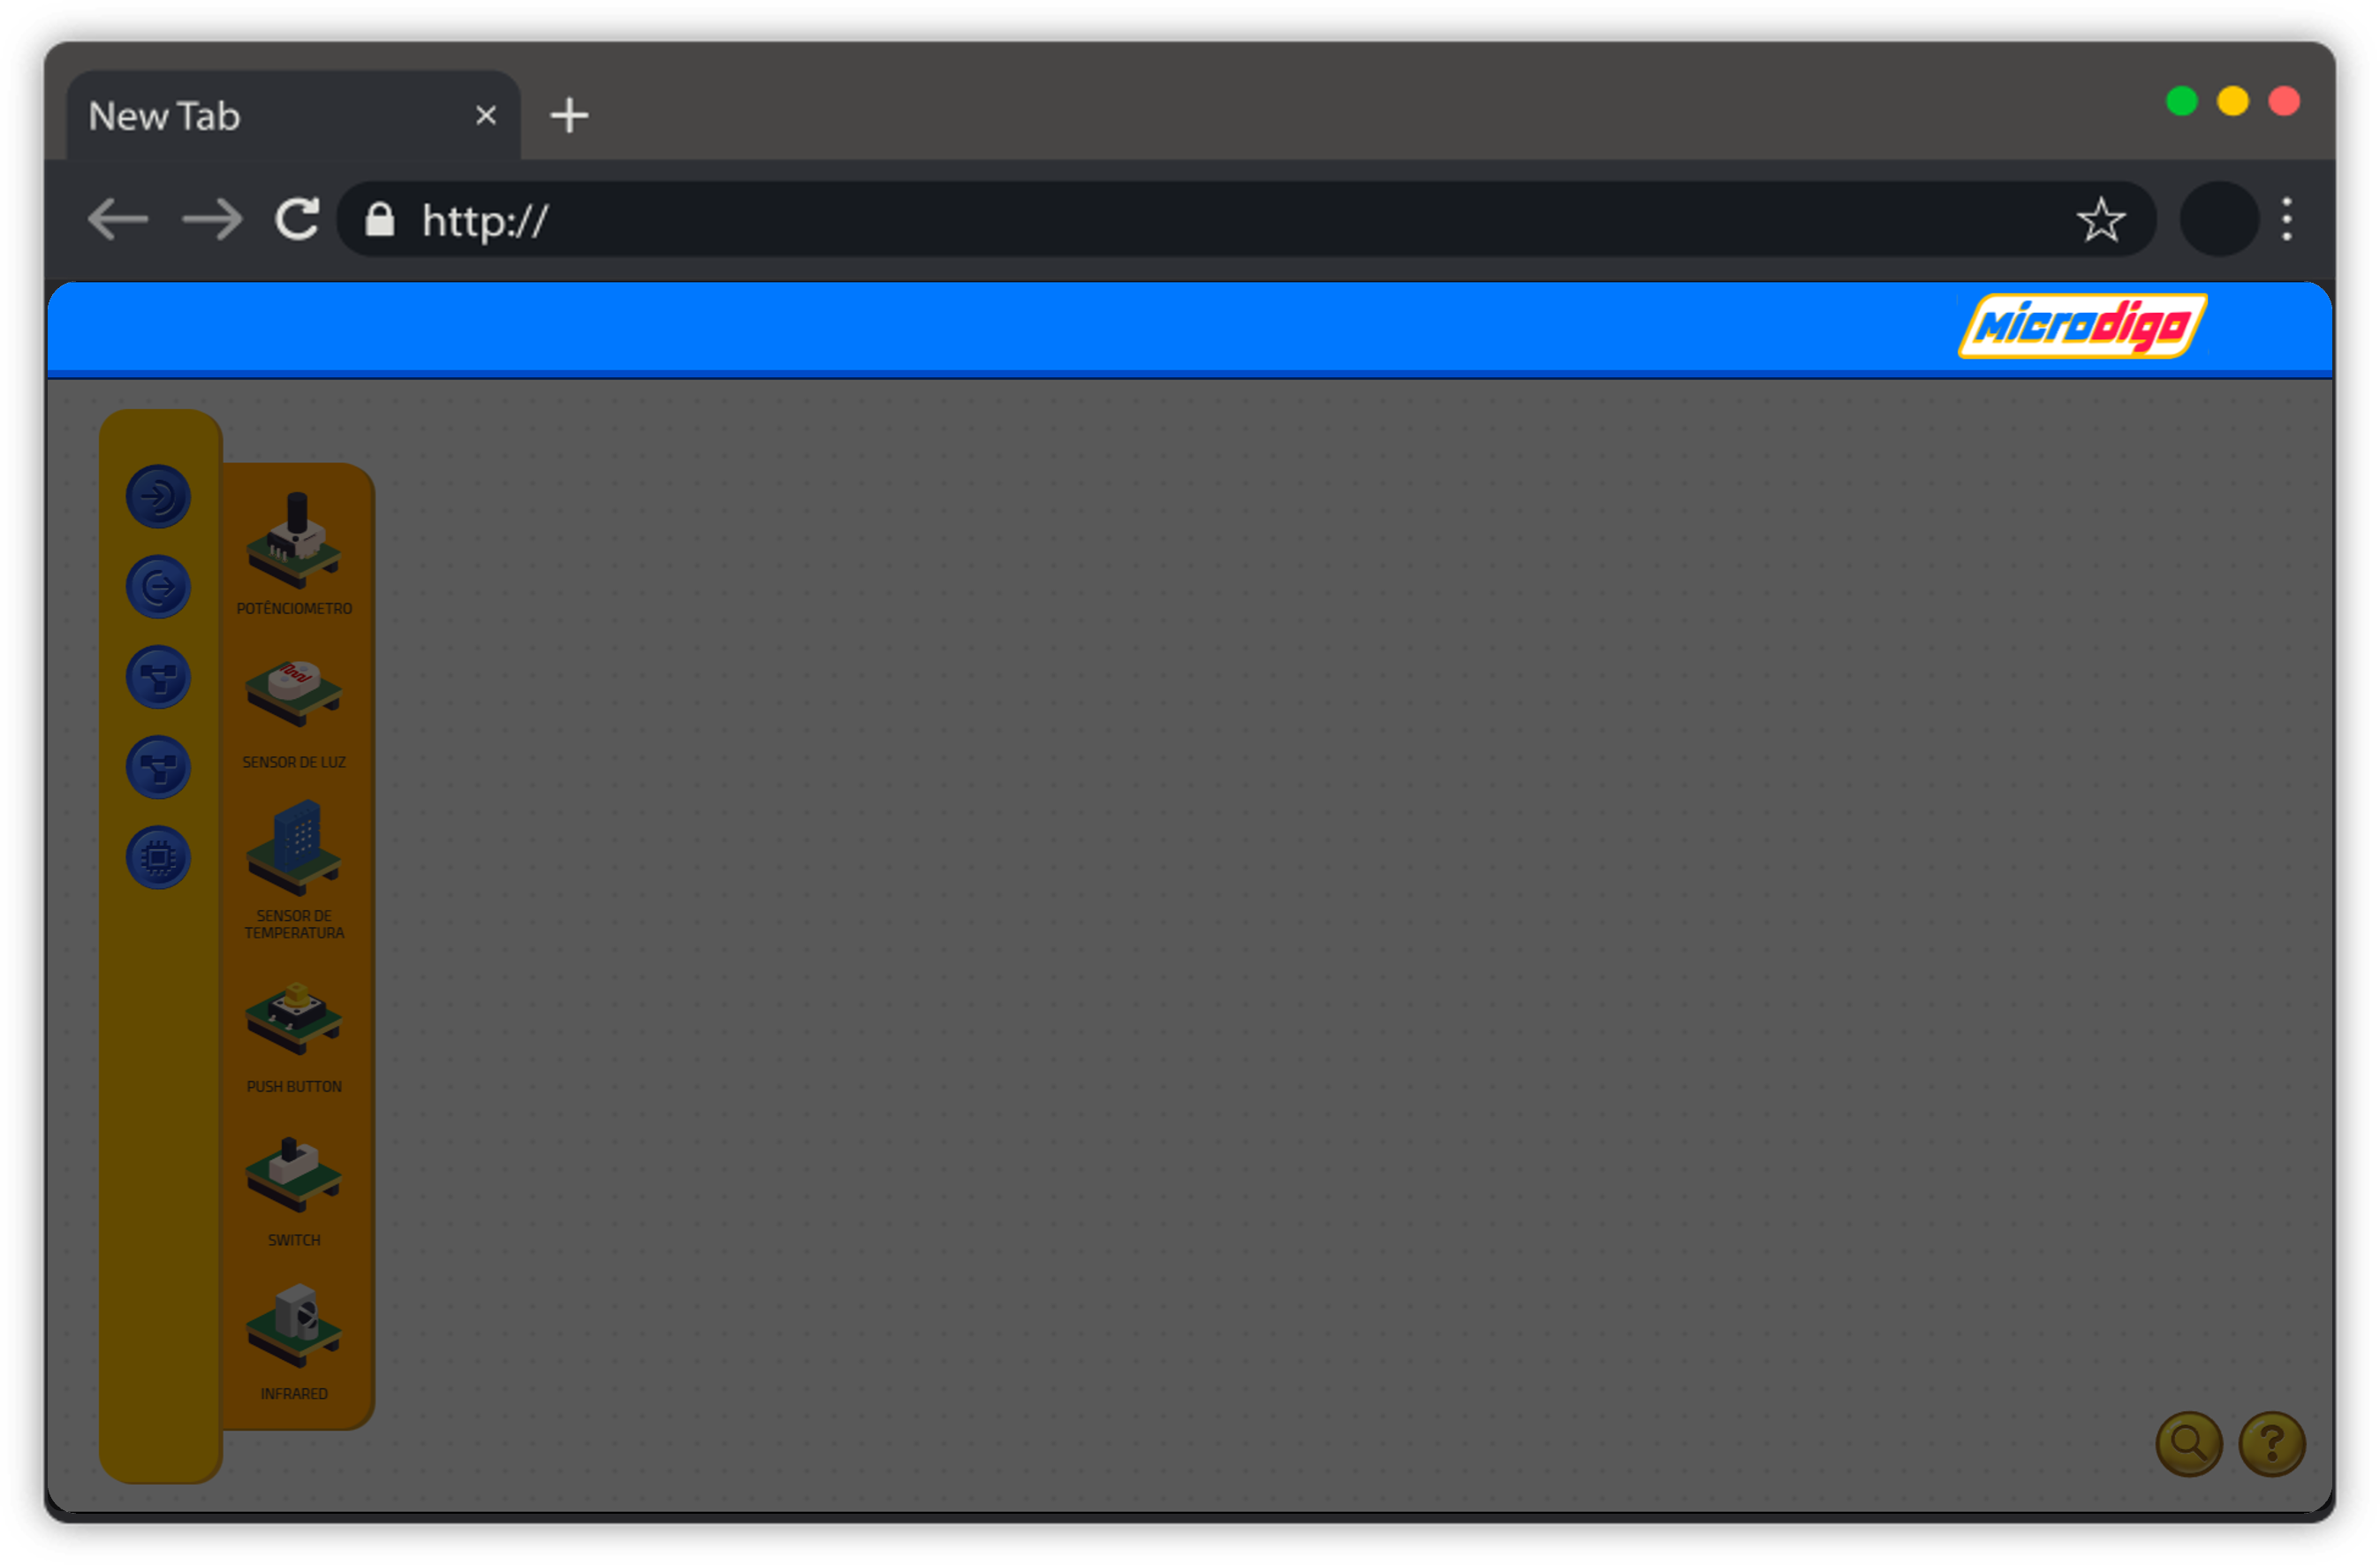 New Tab
http://
Microdigo
POTÊNCIOMETRO
SENSOR DE LUZ
SENSOR DE
TEMPERATURA
PUSH BUTTON
SWITCH
INFRARED
?